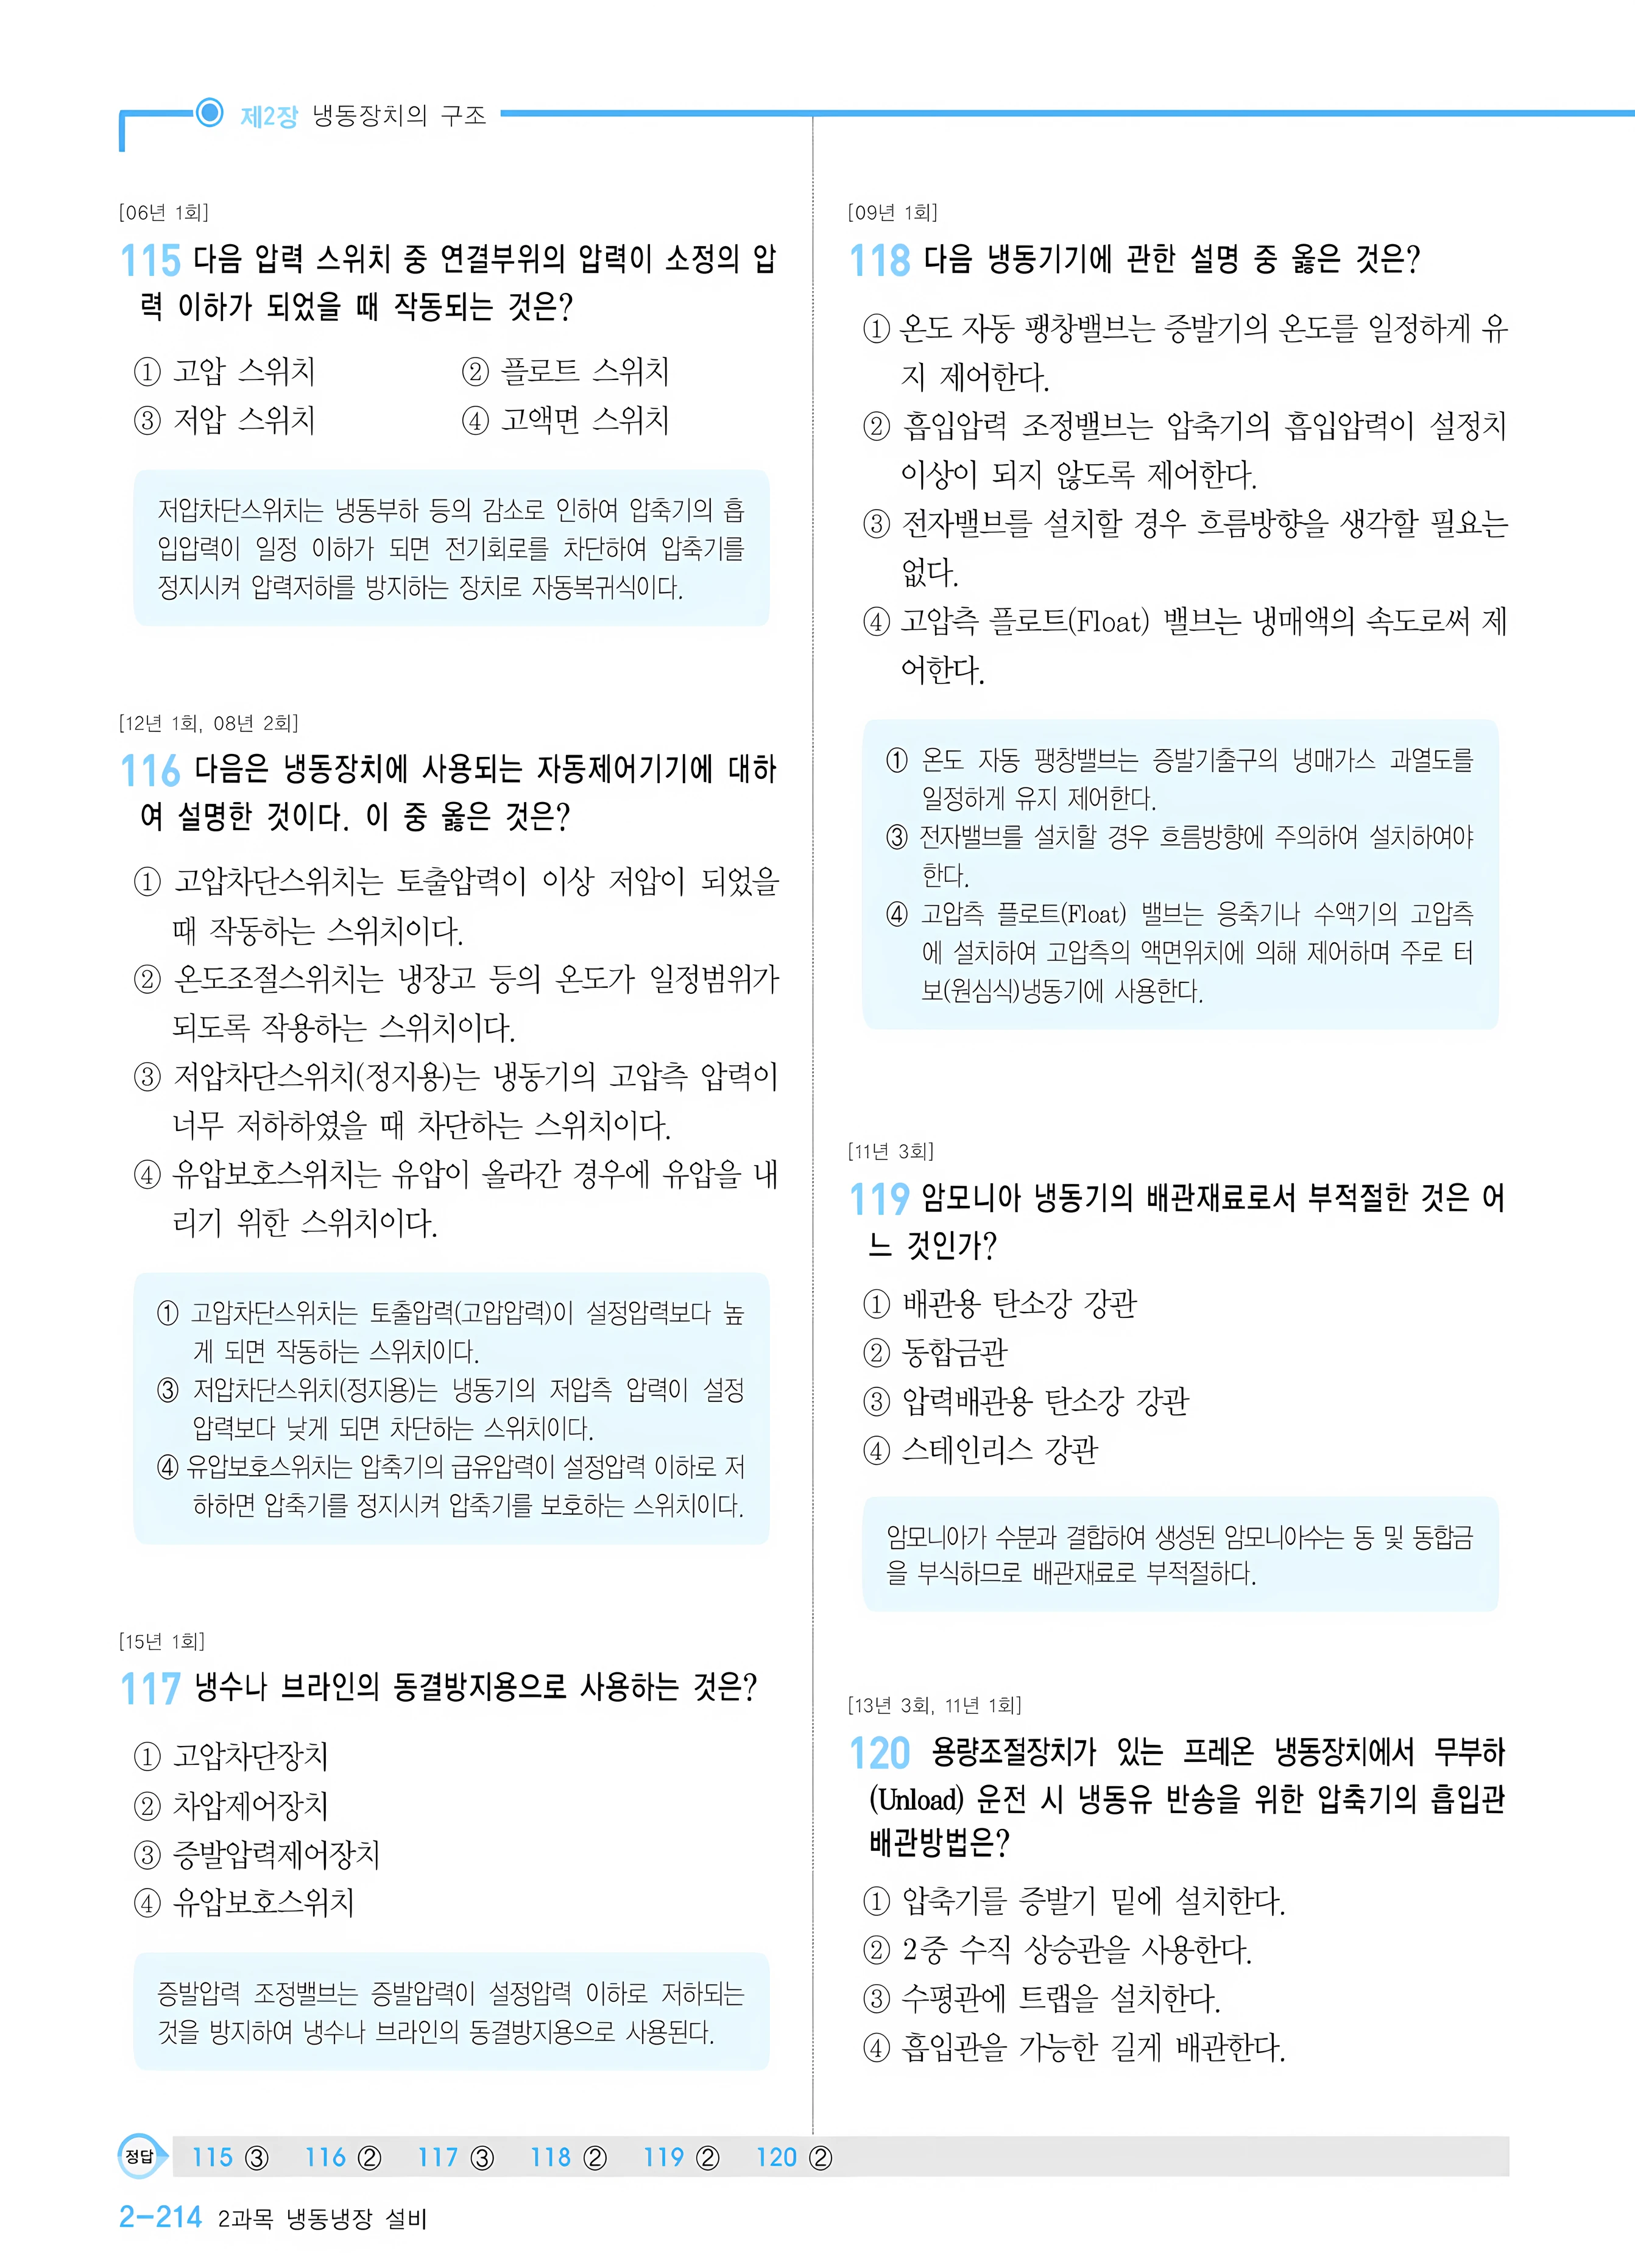 제2장 냉동장치의 구조
[06년 1회]
115 다음 압력 스위치 중 연결부위의 압력이 소정의 압
력 이하가 되었을 때 작동되는 것은?
① 고압 스위치 ② 플로트 스위치
③ 저압 스위치 ④ 고액면 스위치
저압차단스위치는 냉동부하 등의 감소로 인하여 압축기의 흡
입압력이 일정 이하가 되면 전기회로를 차단하여 압축기를
정지시켜 압력저하를 방지하는 장치로 자동복귀식이다.
[12년 1회, 08년 2회]
116 다음은 냉동장치에 사용되는 자동제어기기에 대하
여 설명한 것이다. 이 중 옳은 것은?
① 고압차단스위치는 토출압력이 이상 저압이 되었을
때 작동하는 스위치이다.
② 온도조절스위치는 냉장고 등의 온도가 일정범위가
되도록 작용하는 스위치이다.
③ 저압차단스위치(정지용)는 냉동기의 고압측 압력이
너무 저하하였을 때 차단하는 스위치이다.
④ 유압보호스위치는 유압이 올라간 경우에 유압을 내
리기 위한 스위치이다.
① 고압차단스위치는 토출압력(고압압력)이 설정압력보다 높
게 되면 작동하는 스위치이다.
③ 저압차단스위치(정지용)는 냉동기의 저압측 압력이 설정
압력보다 낮게 되면 차단하는 스위치이다.
④ 유압보호스위치는 압축기의 급유압력이 설정압력 이하로 저
하하면 압축기를 정지시켜 압축기를 보호하는 스위치이다.
[15년 1회]
117 냉수나 브라인의 동결방지용으로 사용하는 것은?
① 고압차단장치
② 차압제어장치
③ 증발압력제어장치
④ 유압보호스위치
증발압력 조정밸브는 증발압력이 설정압력 이하로 저하되는
것을 방지하여 냉수나 브라인의 동결방지용으로 사용된다.
[09년 1회]
118 다음 냉동기기에 관한 설명 중 옳은 것은?
① 온도 자동 팽창밸브는 증발기의 온도를 일정하게 유
지 제어한다.
② 흡입압력 조정밸브는 압축기의 흡입압력이 설정치
이상이 되지 않도록 제어한다.
③ 전자밸브를 설치할 경우 흐름방향을 생각할 필요는
없다.
④ 고압측 플로트(Float) 밸브는 냉매액의 속도로써 제
어한다.
① 온도 자동 팽창밸브는 증발기출구의 냉매가스 과열도를
일정하게 유지 제어한다.
③ 전자밸브를 설치할 경우 흐름방향에 주의하여 설치하여야
한다.
④ 고압측 플로트(Float) 밸브는 응축기나 수액기의 고압측
에 설치하여 고압측의 액면위치에 의해 제어하며 주로 터
보(원심식)냉동기에 사용한다.
[11년 3회]
119 암모니아 냉동기의 배관재료로서 부적절한 것은 어
느 것인가?
① 배관용 탄소강 강관
② 동합금관
③ 압력배관용 탄소강 강관
④ 스테인리스 강관
암모니아가 수분과 결합하여 생성된 암모니아수는 동 및 동합금
을 부식하므로 배관재료로 부적절하다.
[13년 3회, 11년 1회]
120 용량조절장치가 있는 프레온 냉동장치에서 무부하
(Unload) 운전 시 냉동유 반송을 위한 압축기의 흡입관
배관방법은?
① 압축기를 증발기 밑에 설치한다.
② 2중 수직 상승관을 사용한다.
③ 수평관에 트랩을 설치한다.
④ 흡입관을 가능한 길게 배관한다.
정답 115 ③ 116 ② 117 ③ 118 ② 119 ② 120 ②
2-214 2과목 냉동냉장 설비